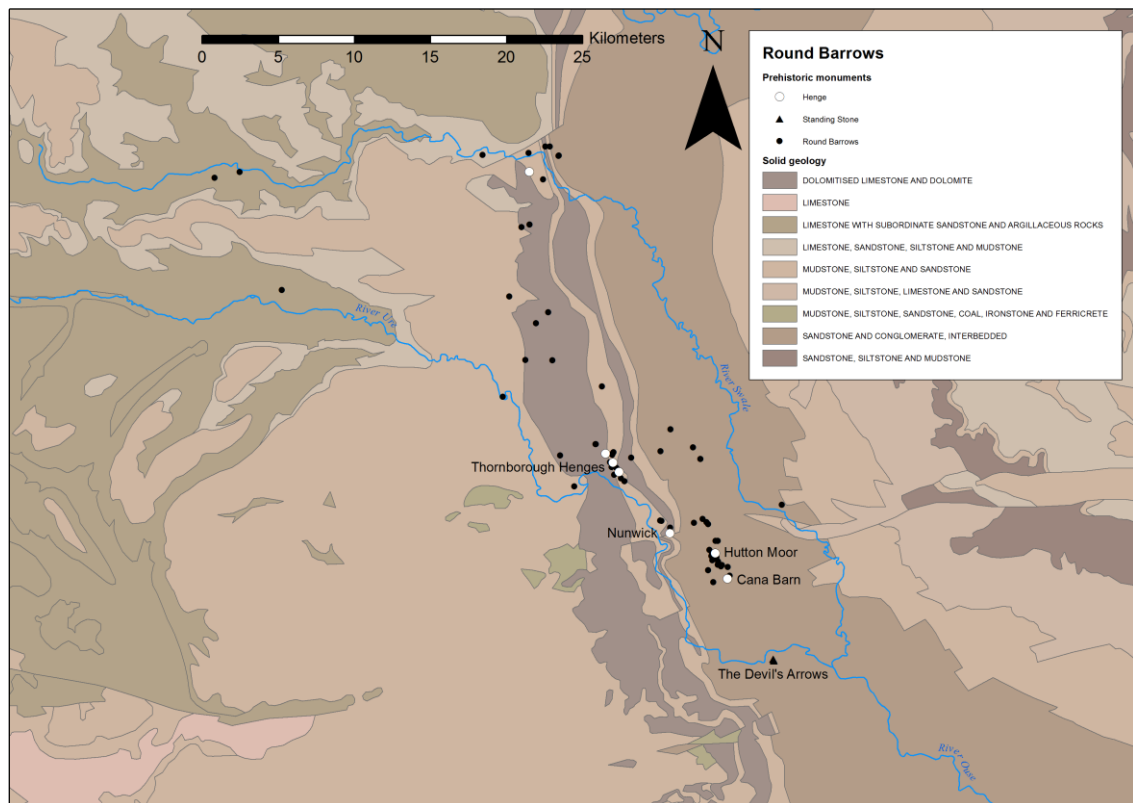 Kilometers
0 5 10 15 20 25
N
Round Barrows
Prehistoric monuments
Henge
Standing Stone
Round Barrows
Solid geology
DOLOMITISED LIMESTONE AND DOLOMITE
LIMESTONE
LIMESTONE WITH SUBORDINATE SANDSTONE AND ARGILLACEOUS ROCKS
LIMESTONE, SANDSTONE, SILTSTONE AND MUDSTONE
MUDSTONE, SILTSTONE AND SANDSTONE
MUDSTONE, SILTSTONE, LIMESTONE AND SANDSTONE
MUDSTONE, SILTSTONE, SANDSTONE, COAL, IRONSTONE AND FERRICRETE
SANDSTONE AND CONGLOMERATE, INTERBEDDED
SANDSTONE, SILTSTONE AND MUDSTONE
River Ure
River Swale
Thornborough Henges
Nunwick
Hutton Moor
Cana Barn
The Devil's Arrows
River Ouse